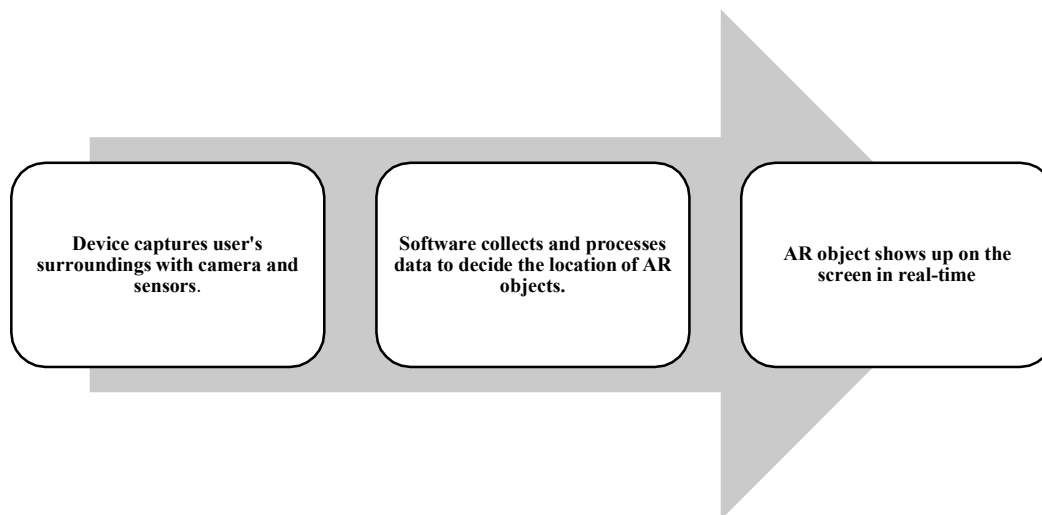 Device captures user's
surroundings with camera and
sensors.
Software collects and processes
data to decide the location of AR
objects.
AR object shows up on the
screen in real-time